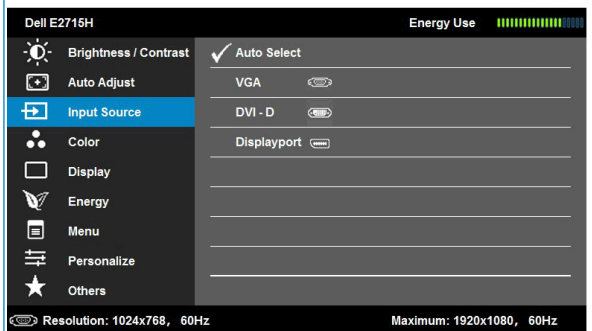 Dell E2715H Energy Use
Brightness / Contrast Auto Select
Auto Adjust VGA
Input Source DVI - D
Color Displayport
Display
Energy
Menu
Personalize
Others
Resolution: 1024x768, 60Hz Maximum: 1920x1080, 60Hz